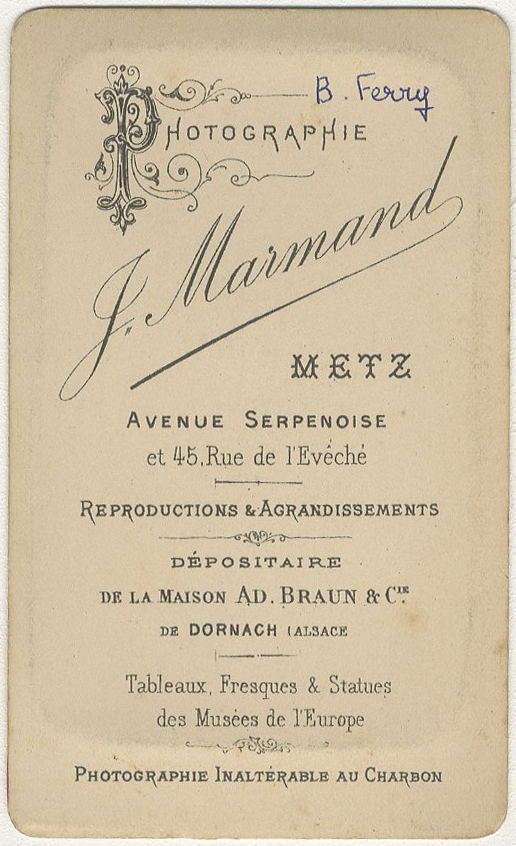 B. Ferry
PHOTOGRAPHIE
J. Marmand
METZ
AVENUE SERPENOISE
et 45, Rue de l'Evêché
REPRODUCTIONS & AGRANDISSEMENTS
DÉPOSITAIRE
DE LA MAISON AD. BRAUN & CIE.
DE DORNACH (ALSACE
Tableaux, Fresques & Statues
des Musées de l'Europe
PHOTOGRAPHIE INALTÉRABLE AU CHARBON